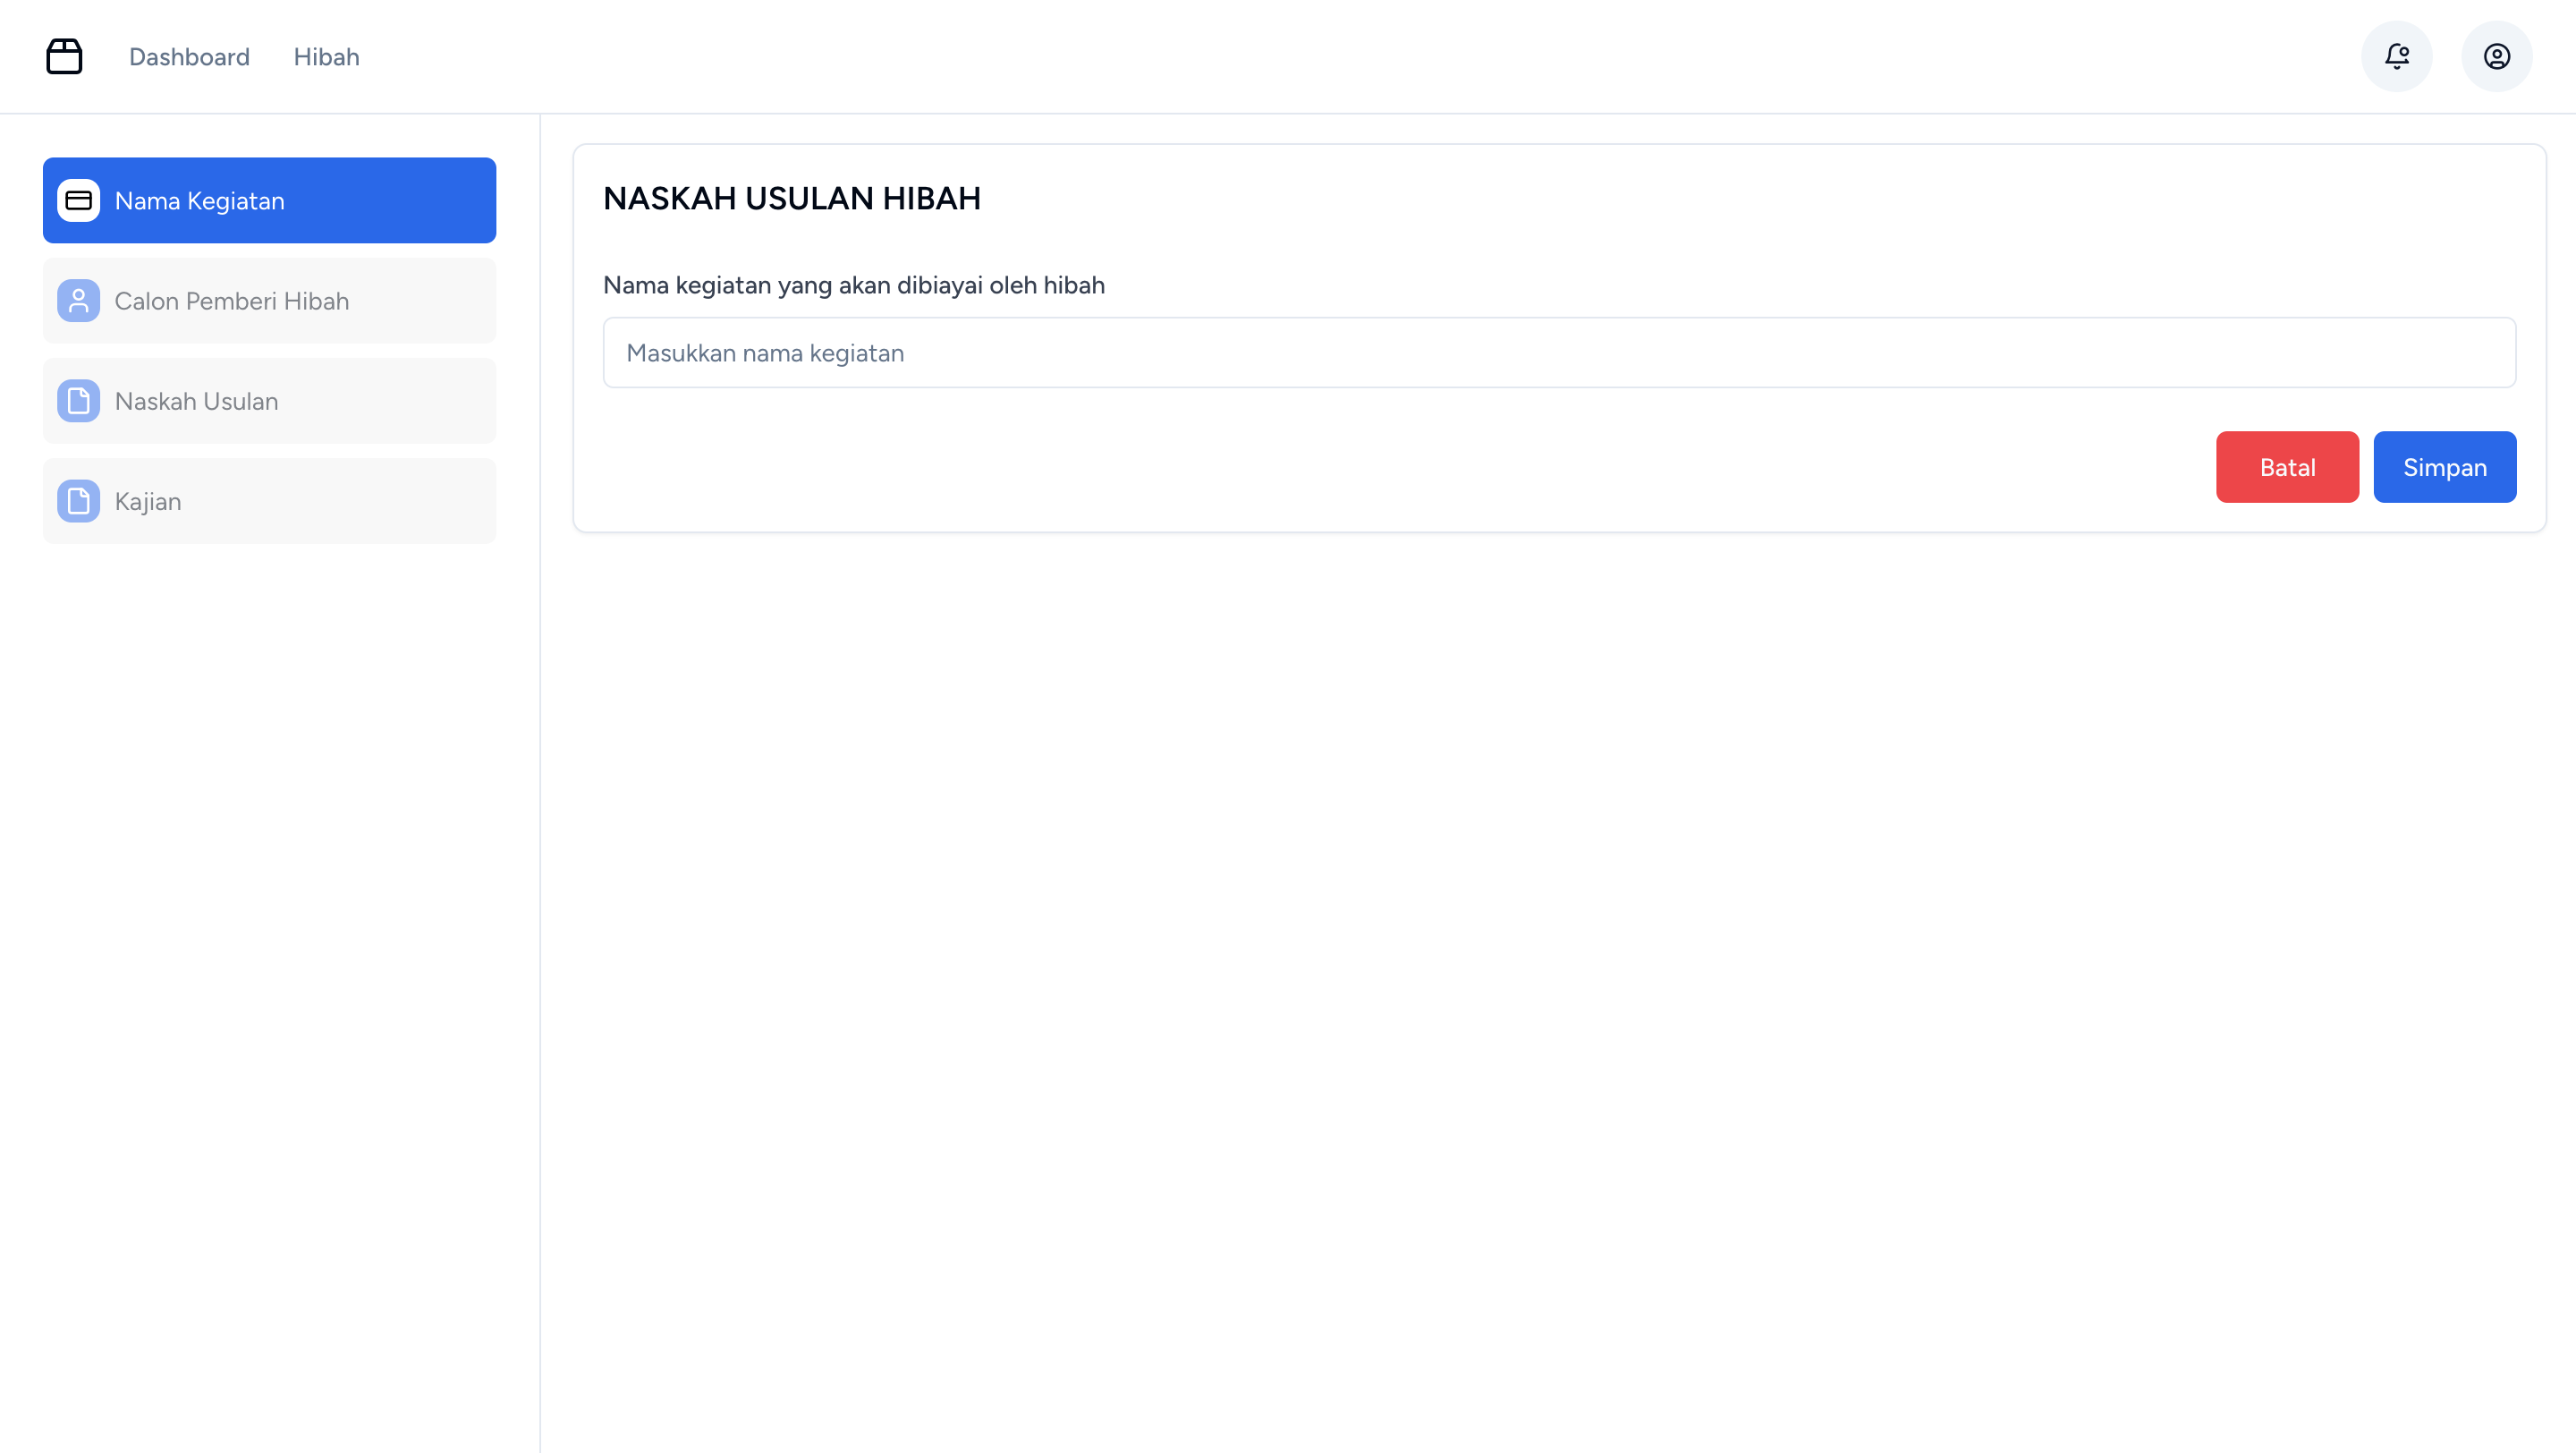 Dashboard
Hibah
Nama Kegiatan
Calon Pemberi Hibah
Naskah Usulan
Kajian
NASKAH USULAN HIBAH
Nama kegiatan yang akan dibiayai oleh hibah
Masukkan nama kegiatan
Batal
Simpan